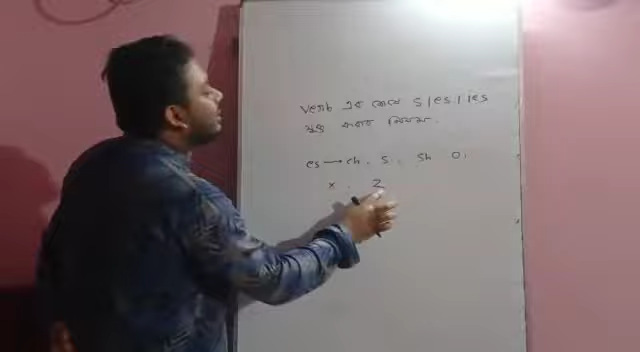 Verb এর শেষে s/es/ies
যুক্ত করার নিয়ম.
es → ch, s, sh, o,
x, z